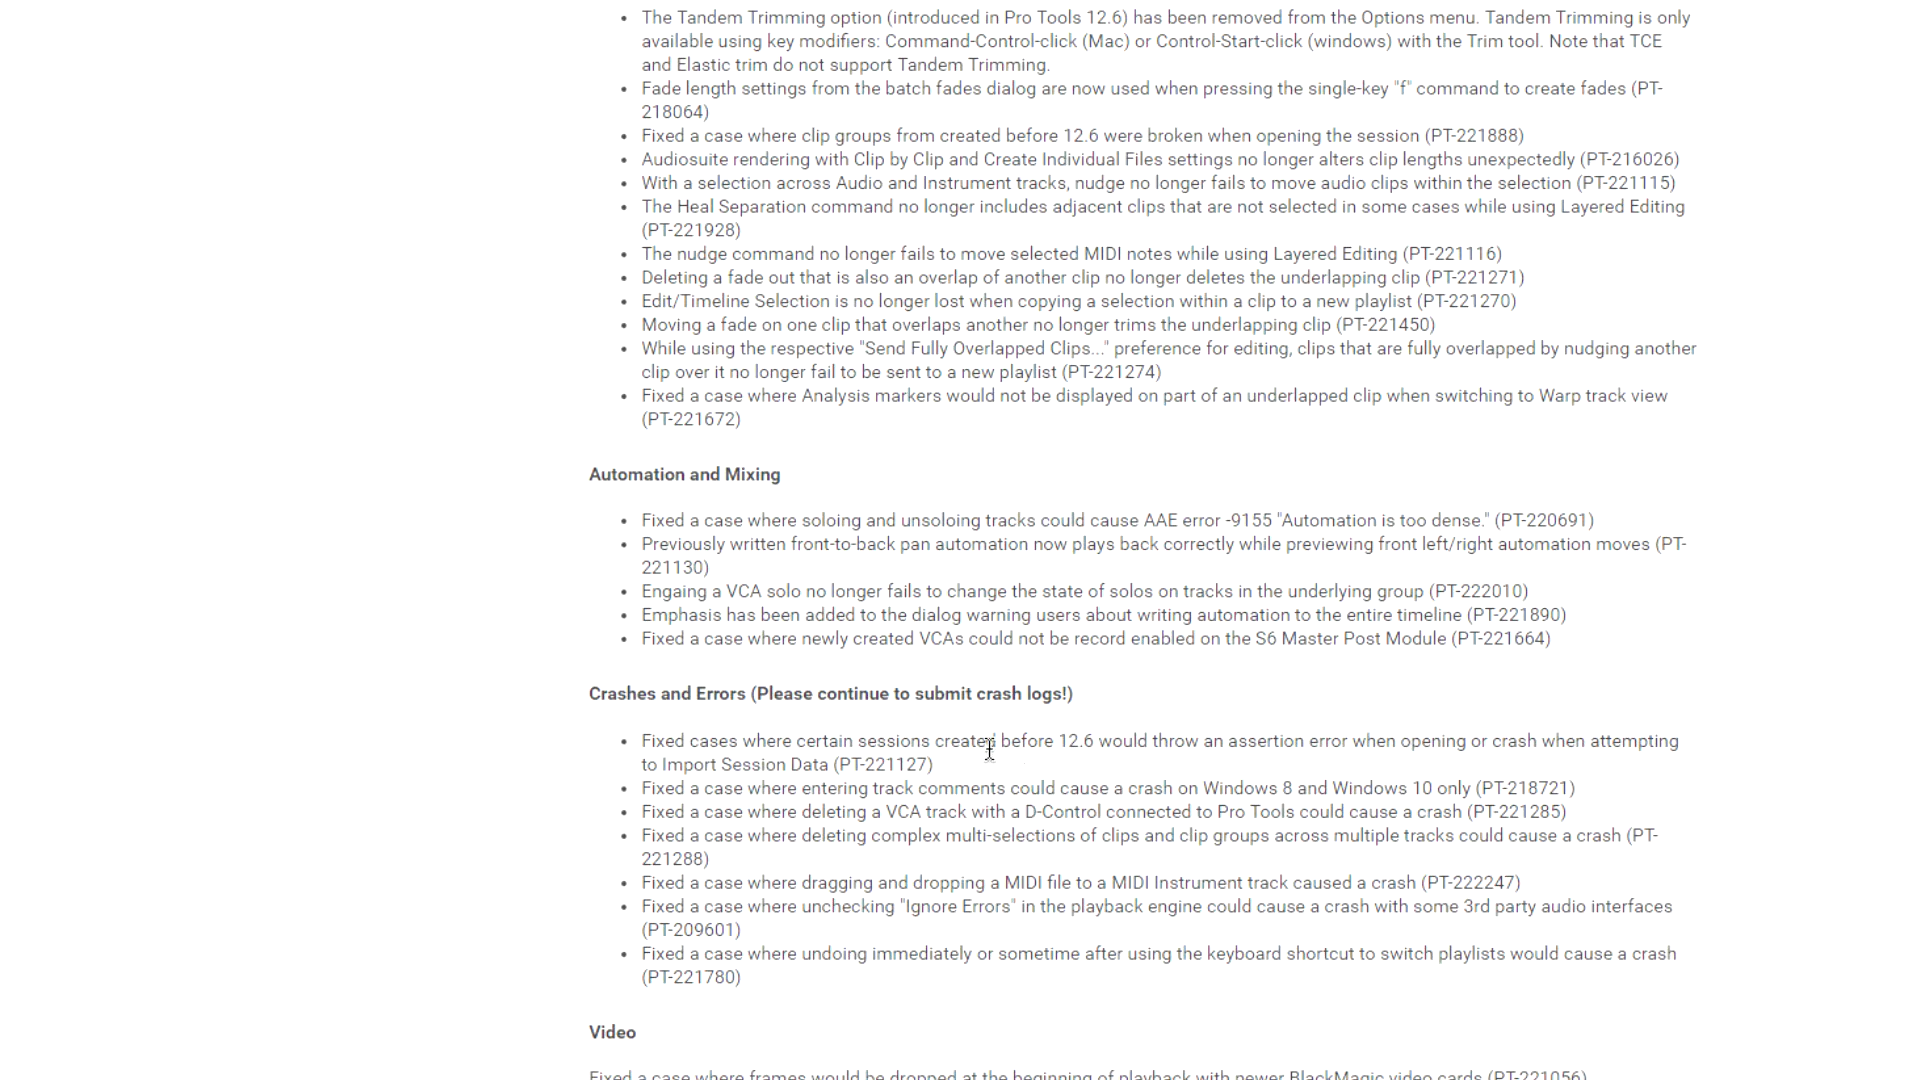 The Tandem Trimming option (introduced in Pro Tools 12.6) has been removed from the Options menu. Tandem Trimming is only
available using key modifiers: Command-Control-click (Mac) or Control-Start-click (windows) with the Trim tool. Note that TCE
and Elastic trim do not support Tandem Trimming.
Fade length settings from the batch fades dialog are now used when pressing the single-key "f" command to create fades (PT-
218064)
Fixed a case where clip groups from created before 12.6 were broken when opening the session (PT-221888)
Audiosuite rendering with Clip by Clip and Create Individual Files settings no longer alters clip lengths unexpectedly (PT-216026)
With a selection across Audio and Instrument tracks, nudge no longer fails to move audio clips within the selection (PT-221115)
The Heal Separation command no longer includes adjacent clips that are not selected in some cases while using Layered Editing
(PT-221928)
The nudge command no longer fails to move selected MIDI notes while using Layered Editing (PT-221116)
Deleting a fade out that is also an overlap of another clip no longer deletes the underlapping clip (PT-221271)
Edit/Timeline Selection is no longer lost when copying a selection within a clip to a new playlist (PT-221270)
Moving a fade on one clip that overlaps another no longer trims the underlapping clip (PT-221450)
While using the respective "Send Fully Overlapped Clips..." preference for editing, clips that are fully overlapped by nudging another
clip over it no longer fail to be sent to a new playlist (PT-221274)
Fixed a case where Analysis markers would not be displayed on part of an underlapped clip when switching to Warp track view
(PT-221672)
Automation and Mixing
Fixed a case where soloing and unsoloing tracks could cause AAE error -9155 "Automation is too dense." (PT-220691)
Previously written front-to-back pan automation now plays back correctly while previewing front left/right automation moves (PT-
221130)
Engaing a VCA solo no longer fails to change the state of solos on tracks in the underlying group (PT-222010)
Emphasis has been added to the dialog warning users about writing automation to the entire timeline (PT-221890)
Fixed a case where newly created VCAs could not be record enabled on the S6 Master Post Module (PT-221664)
Crashes and Errors (Please continue to submit crash logs!)
Fixed cases where certain sessions created before 12.6 would throw an assertion error when opening or crash when attempting
to Import Session Data (PT-221127)
Fixed a case where entering track comments could cause a crash on Windows 8 and Windows 10 only (PT-218721)
Fixed a case where deleting a VCA track with a D-Control connected to Pro Tools could cause a crash (PT-221285)
Fixed a case where deleting complex multi-selections of clips and clip groups across multiple tracks could cause a crash (PT-
221288)
Fixed a case where dragging and dropping a MIDI file to a MIDI Instrument track caused a crash (PT-222247)
Fixed a case where unchecking "Ignore Errors" in the playback engine could cause a crash with some 3rd party audio interfaces
(PT-209601)
Fixed a case where undoing immediately or sometime after using the keyboard shortcut to switch playlists would cause a crash
(PT-221780)
Video
Fixed a case where frames would be dropped at the beginning of playback with newer BlackMagic video cards (PT-221056)